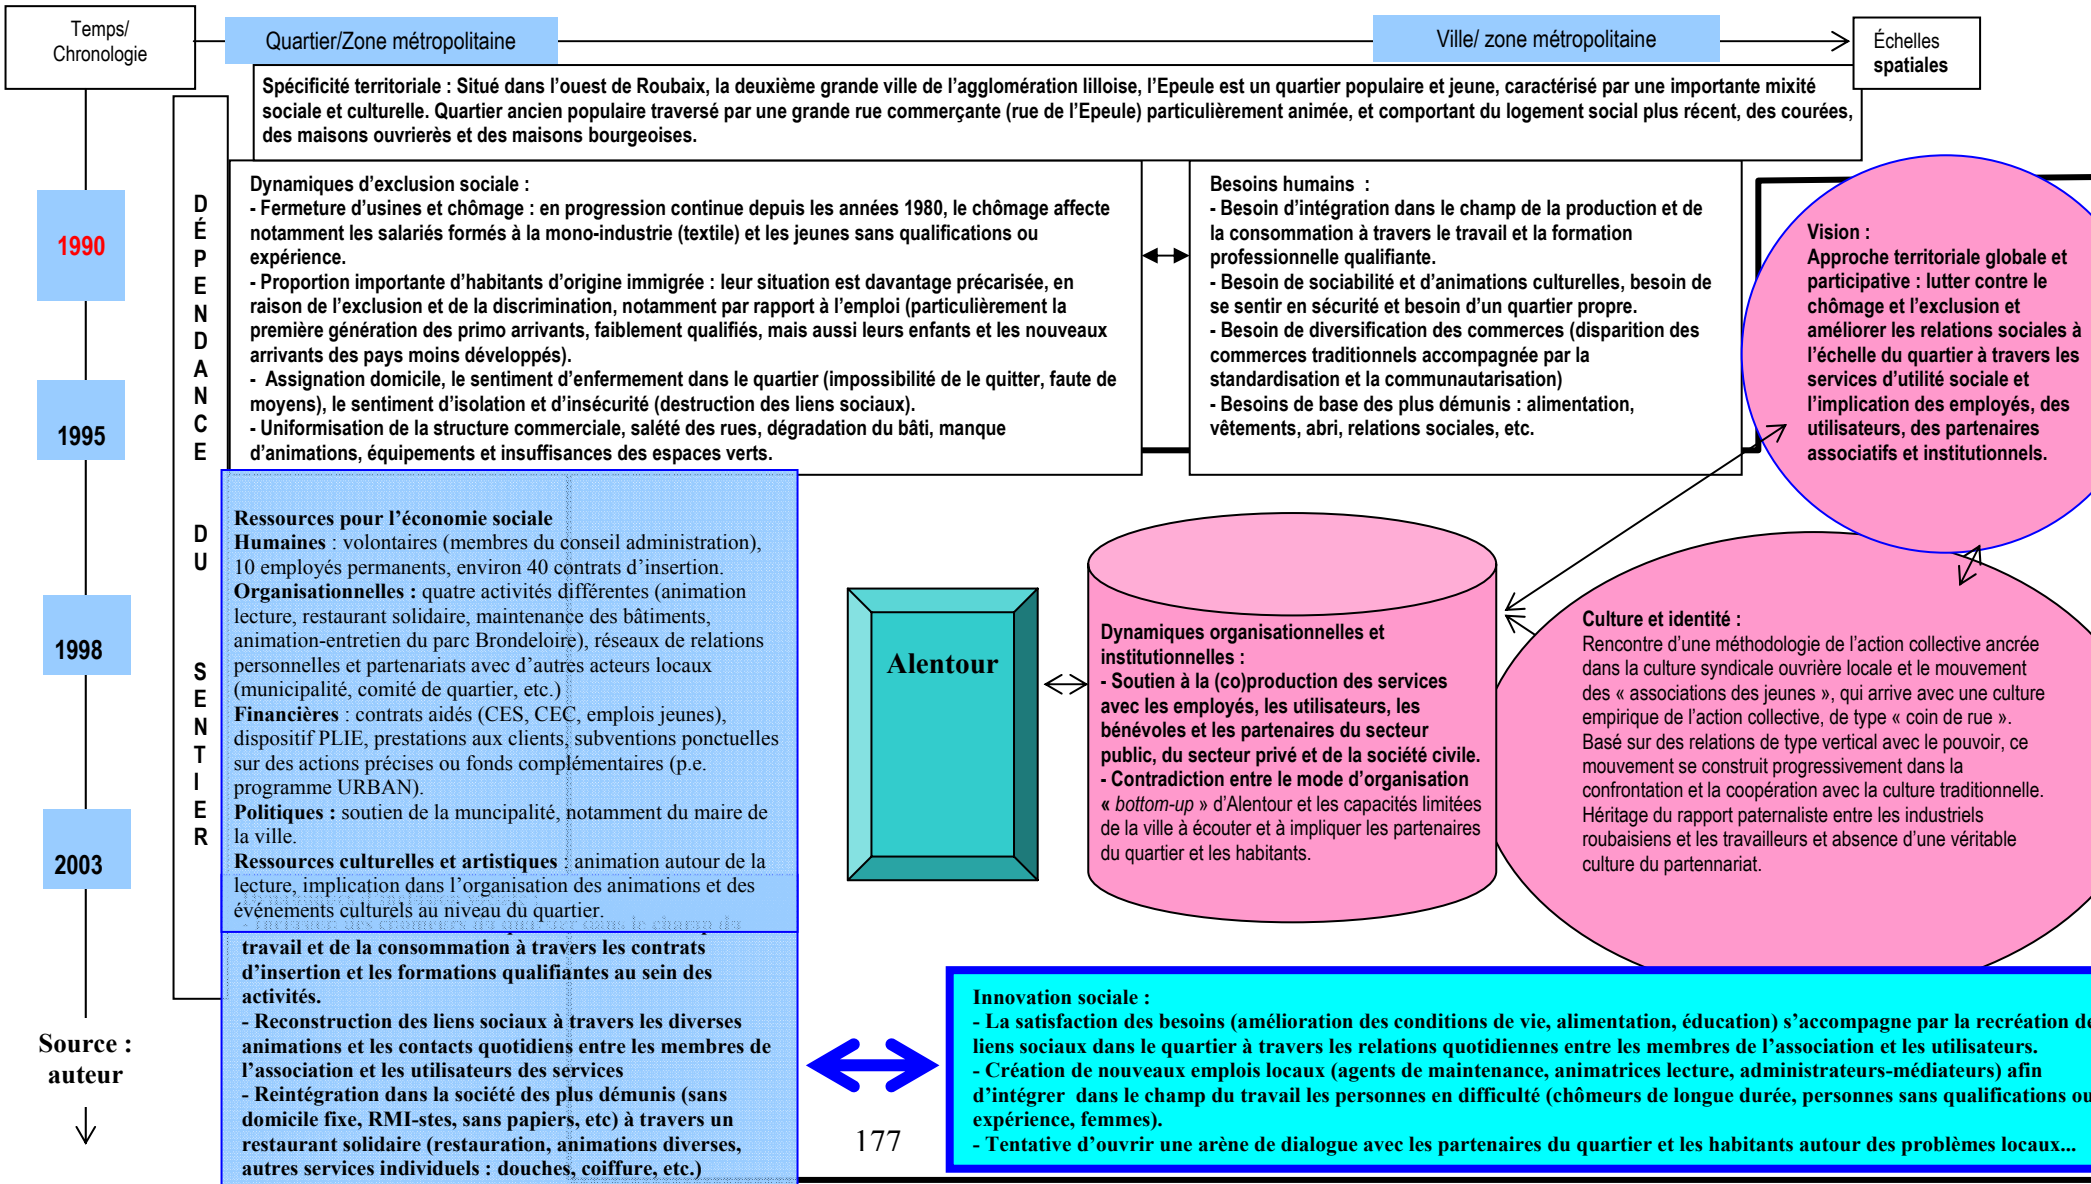 Temps/
Chronologie
Quartier/Zone métropolitaine
Ville/ zone métropolitaine
Échelles
spatiales
Spécificité territoriale : Situé dans l'ouest de Roubaix, la deuxième grande ville de l'agglomération lilloise, l'Epeule est un quartier populaire et jeune, caractérisé par une importante mixité
sociale et culturelle. Quartier ancien populaire traversé par une grande rue commerçante (rue de l'Epeule) particulièrement animée, et comportant du logement social plus récent, des courées,
des maisons ouvrierès et des maisons bourgeoises.
1990
1995
1998
2003
Source :
auteur
DÉPENDANCE DU SENTIER
Dynamiques d'exclusion sociale :
- Fermeture d'usines et chômage : en progression continue depuis les années 1980, le chômage affecte
notamment les salariés formés à la mono-industrie (textile) et les jeunes sans qualifications ou
expérience.
- Proportion importante d'habitants d'origine immigrée : leur situation est davantage précarisée, en
raison de l'exclusion et de la discrimination, notamment par rapport à l'emploi (particulièrement la
première génération des primo arrivants, faiblement qualifiés, mais aussi leurs enfants et les nouveaux
arrivants des pays moins développés).
- Assignation domicile, le sentiment d'enfermement dans le quartier (impossibilité de le quitter, faute de
moyens), le sentiment d'isolation et d'insécurité (destruction des liens sociaux).
- Uniformisation de la structure commerciale, saléte des rues, dégradation du bâti, manque
d'animations, équipements et insuffisances des espaces verts.
Besoins humains :
- Besoin d'intégration dans le champ de la production et de
la consommation à travers le travail et la formation
professionnelle qualifiante.
- Besoin de sociabilité et d'animations culturelles, besoin de
se sentir en sécurité et besoin d'un quartier propre.
- Besoin de diversification des commerces (disparition des
commerces traditionnels accompagnée par la
standardisation et la communautarisation)
- Besoins de base des plus démunis : alimentation,
vêtements, abri, relations sociales, etc.
Vision :
Approche territoriale globale et
participative : lutter contre le
chômage et l'exclusion et
améliorer les relations sociales à
l'échelle du quartier à travers les
services d'utilité sociale et
l'implication des employés, des
utilisateurs, des partenaires
associatifs et institutionnels.
Ressources pour l'économie sociale
Humaines : volontaires (membres du conseil administration),
10 employés permanents, environ 40 contrats d'insertion.
Organisationnelles : quatre activités différentes (animation
lecture, restaurant solidaire, maintenance des bâtiments,
animation-entretien du parc Brondeloire), réseaux de relations
personnelles et partenariats avec d'autres acteurs locaux
(municipalité, comité de quartier, etc.)
Financières : contrats aidés (CES, CEC, emplois jeunes),
dispositif PLIE, prestations aux clients, subventions ponctuelles
sur des actions précises ou fonds complémentaires (p.e.
programme URBAN).
Politiques : soutien de la muncipalité, notamment du maire de
la ville.
Ressources culturelles et artistiques : animation autour de la
lecture, implication dans l'organisation des animations et des
événements culturels au niveau du quartier.
travail et de la consommation à travers les contrats
d'insertion et les formations qualifiantes au sein des
activités.
- Reconstruction des liens sociaux à travers les diverses
animations et les contacts quotidiens entre les membres de
l'association et les utilisateurs des services
- Reintégration dans la société des plus démunis (sans
domicile fixe, RMI-stes, sans papiers, etc) à travers un
restaurant solidaire (restauration, animations diverses,
autres services individuels : douches, coiffure, etc.)
Alentour
Dynamiques organisationnelles et
institutionnelles :
- Soutien à la (co)production des services
avec les employés, les utilisateurs, les
bénévoles et les partenaires du secteur
public, du secteur privé et de la société civile.
- Contradiction entre le mode d'organisation
« bottom-up » d'Alentour et les capacités limitées
de la ville à écouter et à impliquer les partenaires
du quartier et les habitants.
Culture et identité :
Rencontre d'une méthodologie de l'action collective ancrée
dans la culture syndicale ouvrière locale et le mouvement
des « associations des jeunes », qui arrive avec une culture
empirique de l'action collective, de type « coin de rue ».
Basé sur des relations de type vertical avec le pouvoir, ce
mouvement se construit progressivement dans la
confrontation et la coopération avec la culture traditionnelle.
Héritage du rapport paternaliste entre les industriels
roubaisiens et les travailleurs et absence d'une véritable
culture du partennariat.
Innovation sociale :
- La satisfaction des besoins (amélioration des conditions de vie, alimentation, éducation) s'accompagne par la recréation de
liens sociaux dans le quartier à travers les relations quotidiennes entre les membres de l'association et les utilisateurs.
- Création de nouveaux emplois locaux (agents de maintenance, animatrices lecture, administrateurs-médiateurs) afin
d'intégrer dans le champ du travail les personnes en difficulté (chômeurs de longue durée, personnes sans qualifications ou
expérience, femmes).
- Tentative d'ouvrir une arène de dialogue avec les partenaires du quartier et les habitants autour des problèmes locaux...
177